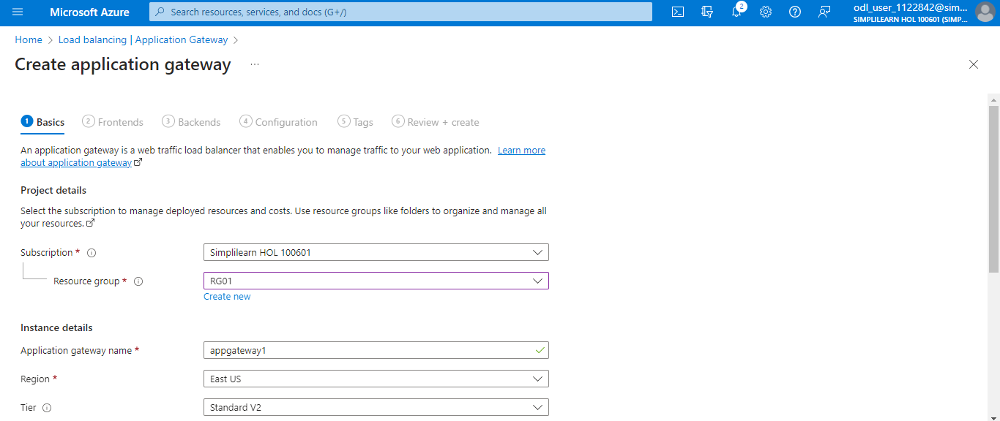 Microsoft Azure
Search resources, services, and docs (G+/)
2
odl_user_1122842@sim...
SIMPLILEARN HOL 100601 (SIMP...
Home > Load balancing | Application Gateway >
Create application gateway ...
1 Basics 2 Frontends 3 Backends 4 Configuration 5 Tags 6 Review + create
An application gateway is a web traffic load balancer that enables you to manage traffic to your web application. Learn more
about application gateway
Project details
Select the subscription to manage deployed resources and costs. Use resource groups like folders to organize and manage all
your resources.
Subscription * Simplilearn HOL 100601
Resource group * RG01
Create new
Instance details
Application gateway name * appgateway1
Region * East US
Tier Standard V2